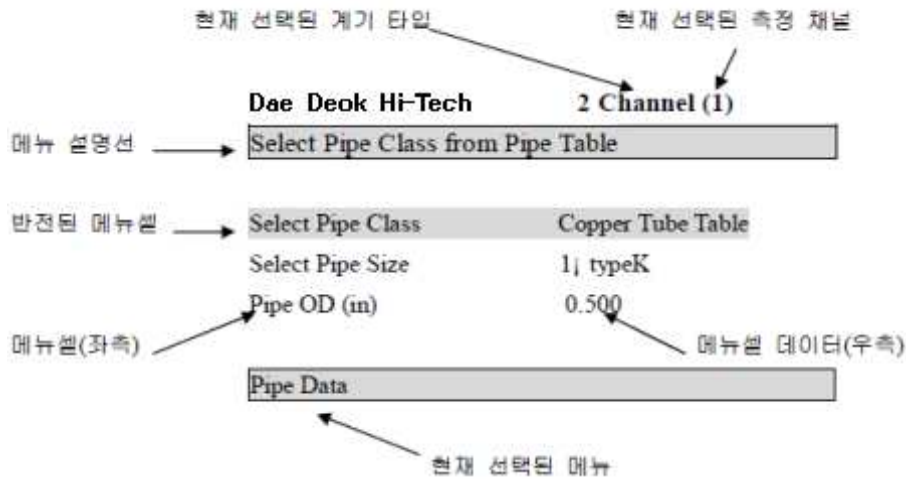 현재 선택된 계기 타입 현재 선택된 측정 채널
Dae Deok Hi-Tech 2 Channel (1)
메뉴 설명선 Select Pipe Class from Pipe Table
반전된 메뉴셀 Select Pipe Class Copper Tube Table
Select Pipe Size 1¡ typeK
Pipe OD (in) 0.500
메뉴셀(좌측) 메뉴셀 데이터(우측)
Pipe Data
현재 선택된 메뉴